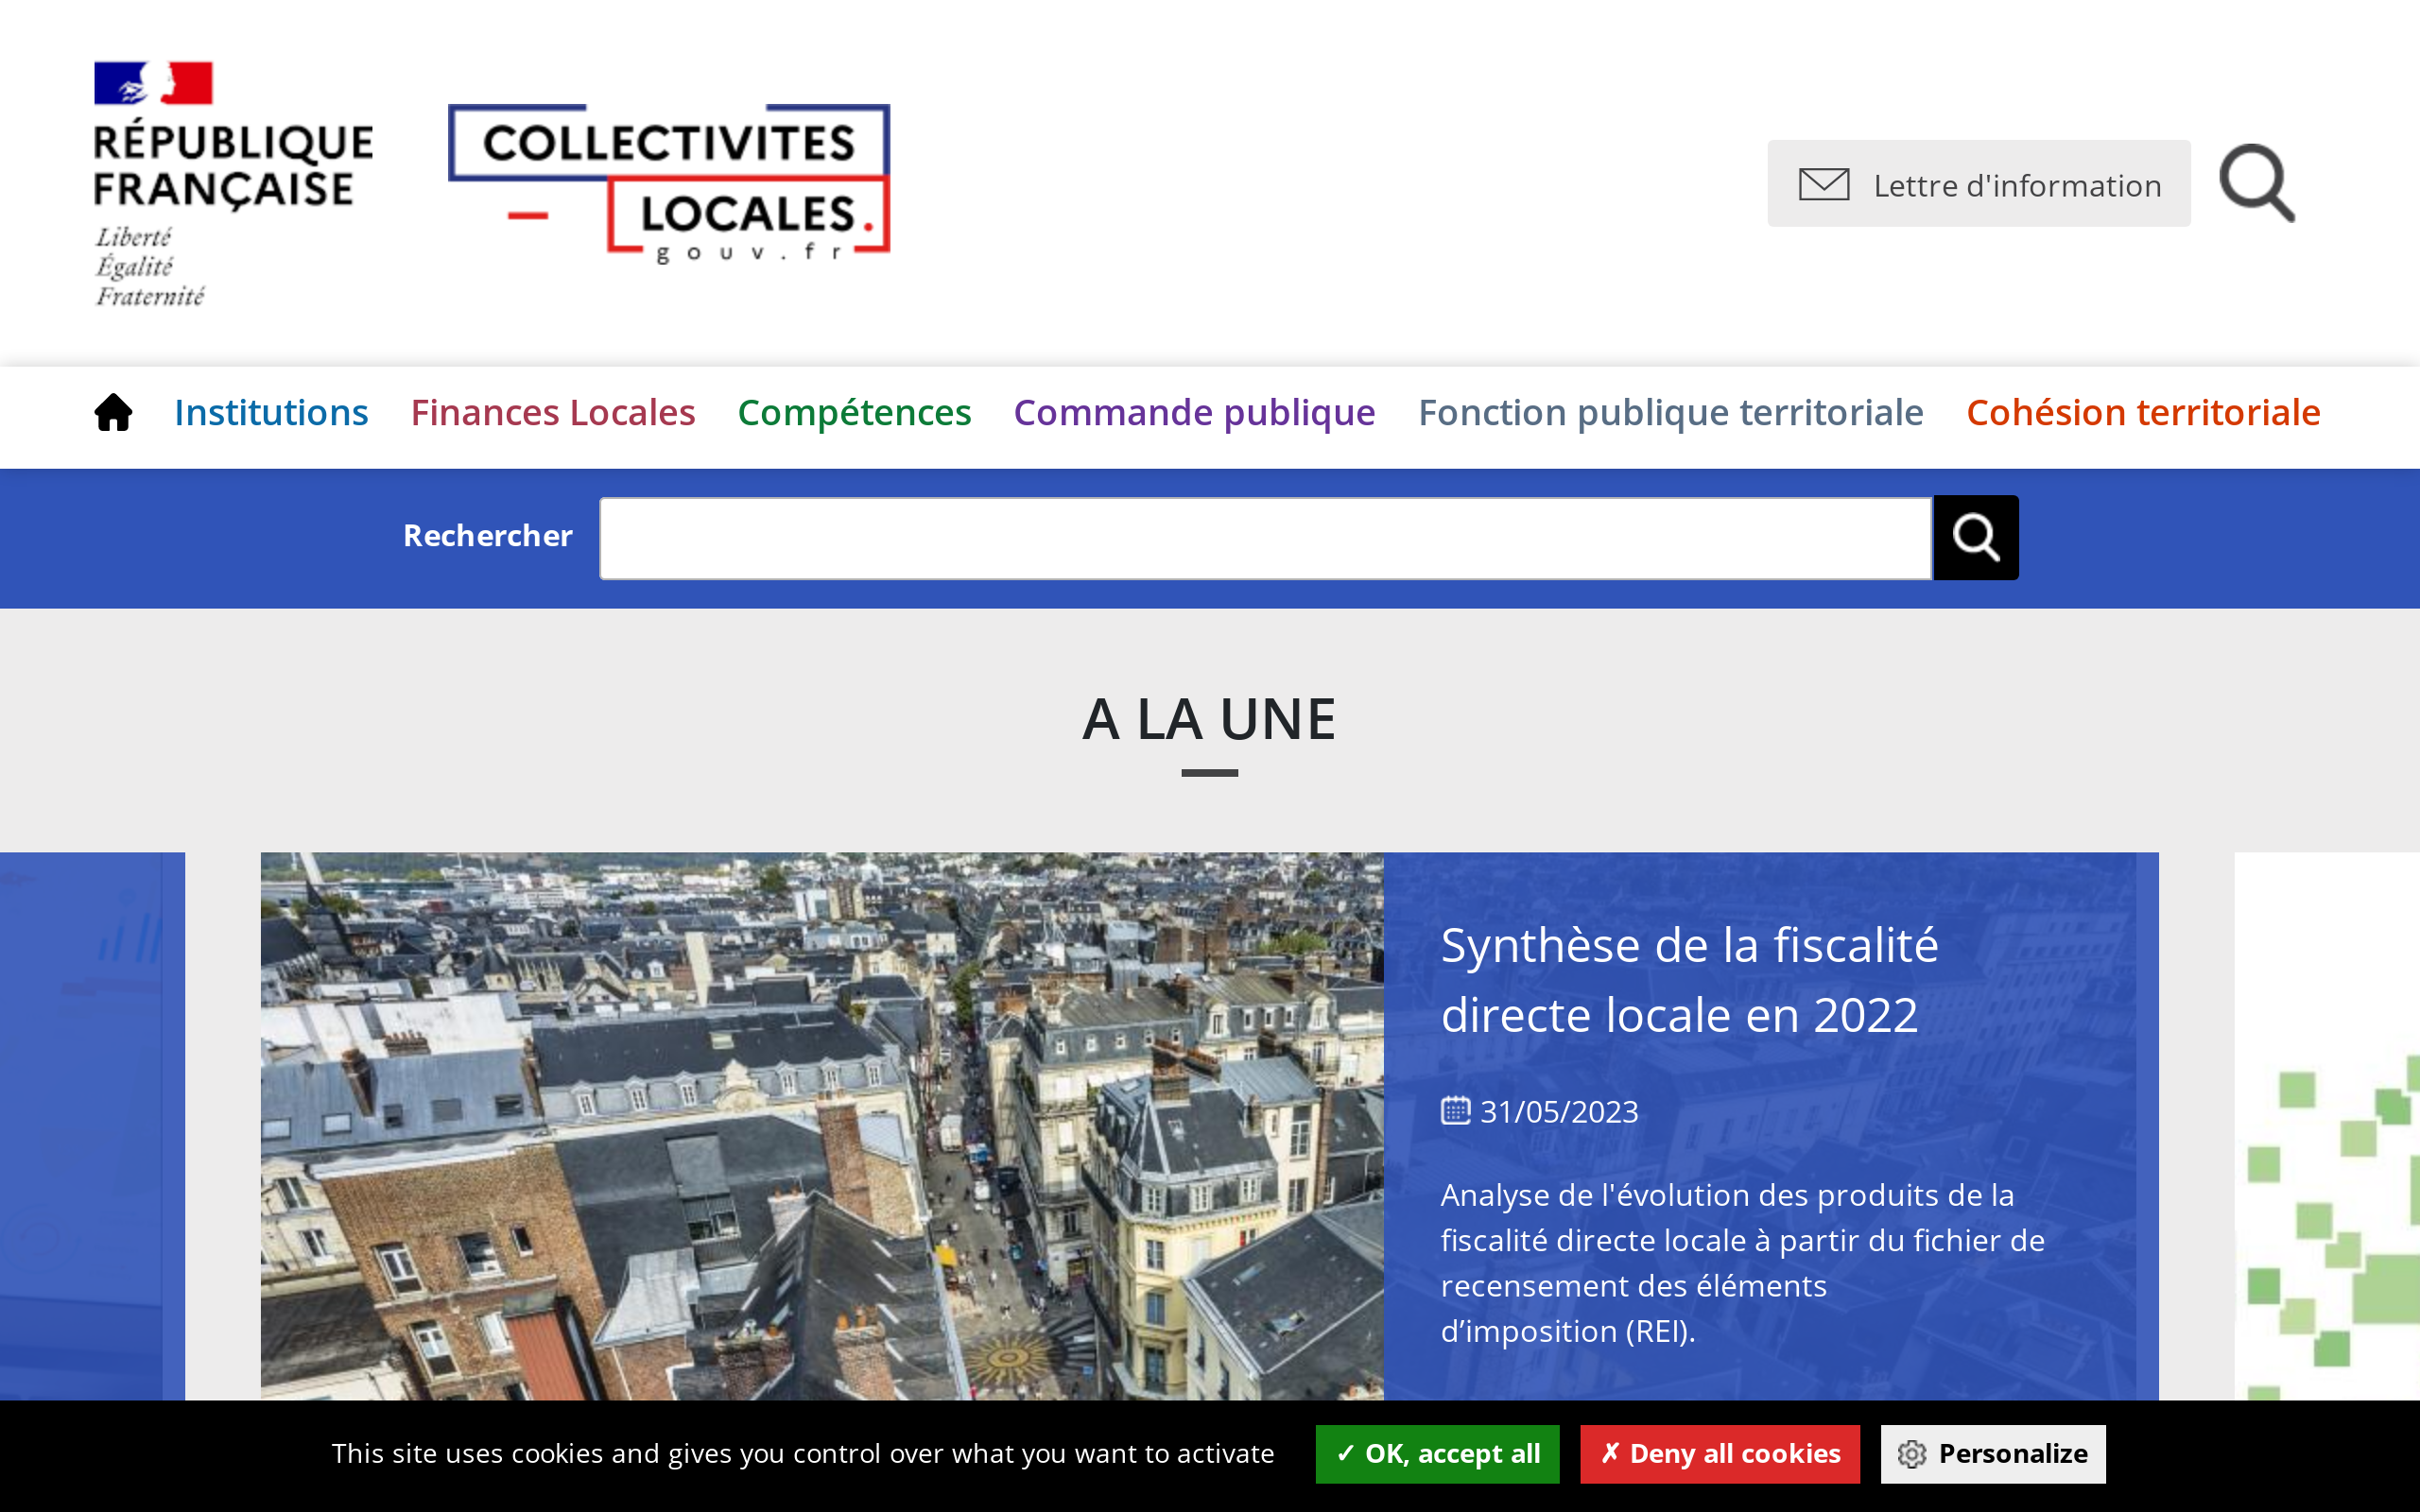 RÉPUBLIQUE
FRANÇAISE
Liberté
Égalité
Fraternité
COLLECTIVITES
LOCALES.
gouv.fr
Lettre d'information
Institutions Finances Locales Compétences Commande publique Fonction publique territoriale Cohésion territoriale
Rechercher
A LA UNE
Synthèse de la fiscalité
directe locale en 2022
31/05/2023
Analyse de l'évolution des produits de la
fiscalité directe locale à partir du fichier de
recensement des éléments
d’imposition (REI).
This site uses cookies and gives you control over what you want to activate ✓ OK, accept all ✗ Deny all cookies Personalize